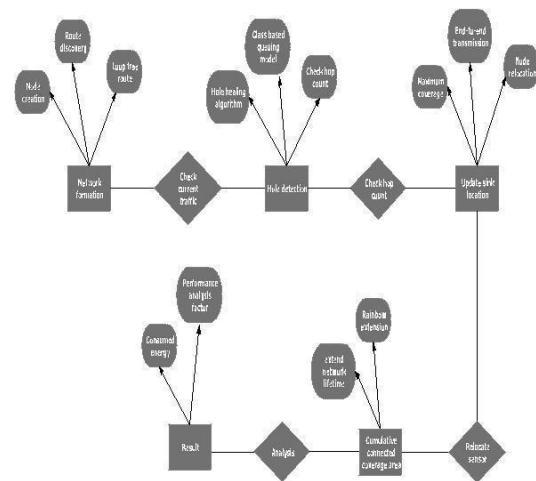 Route
discovery
Loop free
route
Node
creation
Class based
queuing
model
Check hop
count
Hole healing
algorithm
End-to-end
transmission
Node
relocation
Maximum
coverage
Network
formation
Check
current
traffic
Hole detection
Check hop
count
Update sink
location
Performance
analysis
factor
Consumed
energy
Rainbow
extension
extend
network
lifetime
Result
Analysis
Cumulative
connected
coverage area
Relocate
sensor